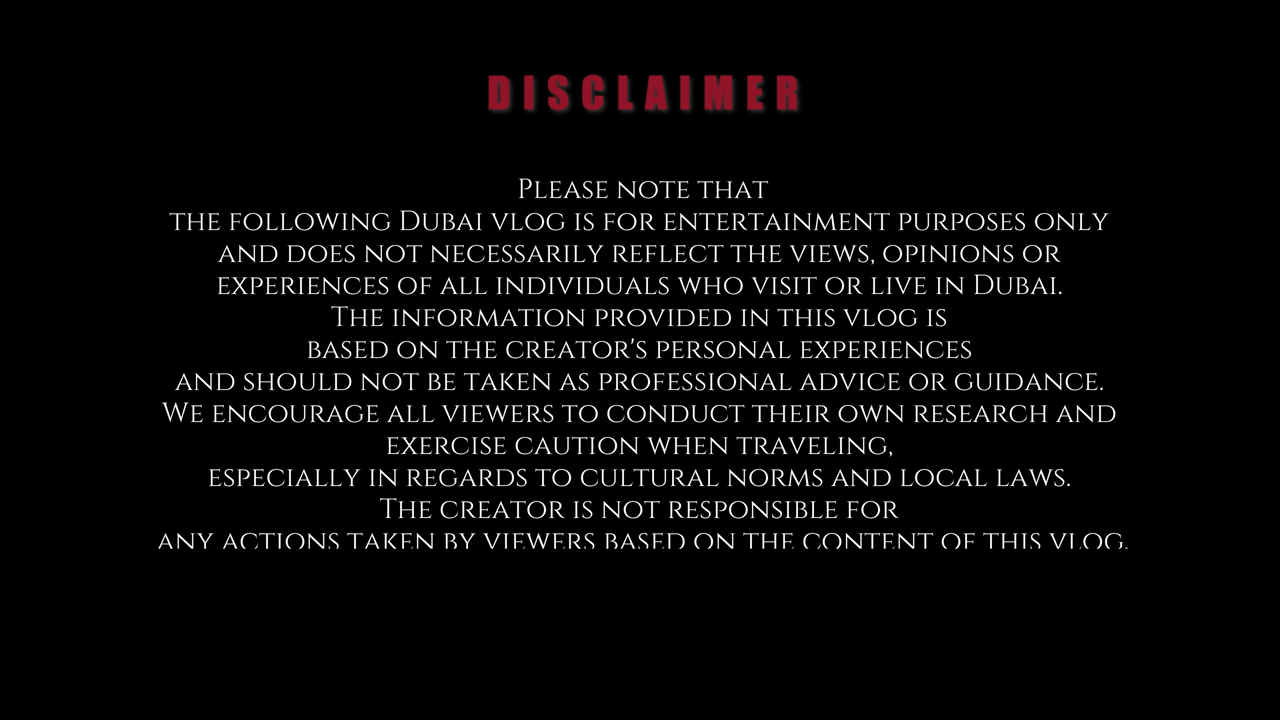 DISCLAIMER
Please note that
the following Dubai vlog is for entertainment purposes only
and does not necessarily reflect the views, opinions or
experiences of all individuals who visit or live in Dubai.
The information provided in this vlog is
based on the creator's personal experiences
and should not be taken as professional advice or guidance.
We encourage all viewers to conduct their own research and
exercise caution when traveling,
especially in regards to cultural norms and local laws.
The creator is not responsible for
any actions taken by viewers based on the content of this vlog.